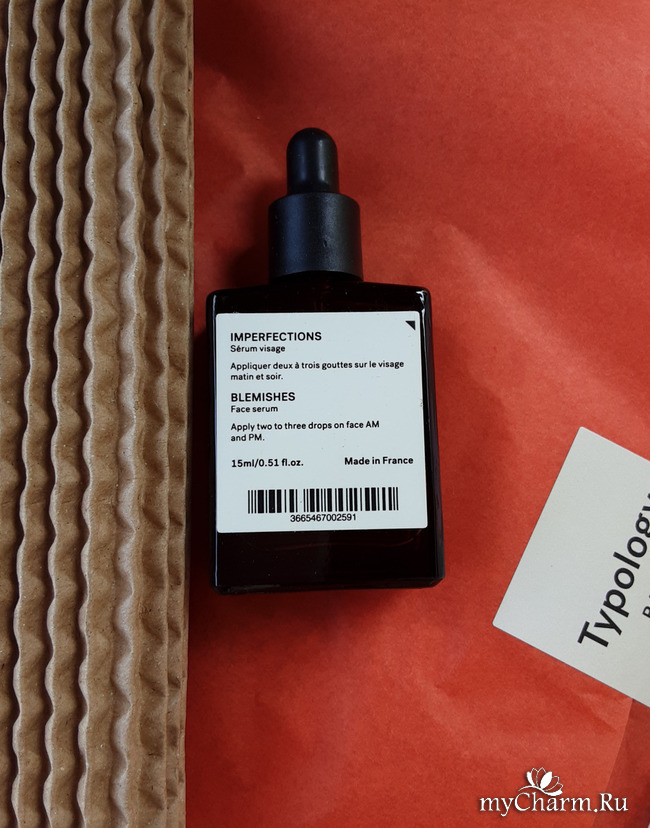 IMPERFECTIONS
Sérum visage
Appliquer deux à trois gouttes sur le visage
matin et soir.
BLEMISHES
Face serum
Apply two to three drops on face AM
and PM.
15ml/0.51 fl.oz. Made in France
3665467002591
Typology
myCharm.Ru